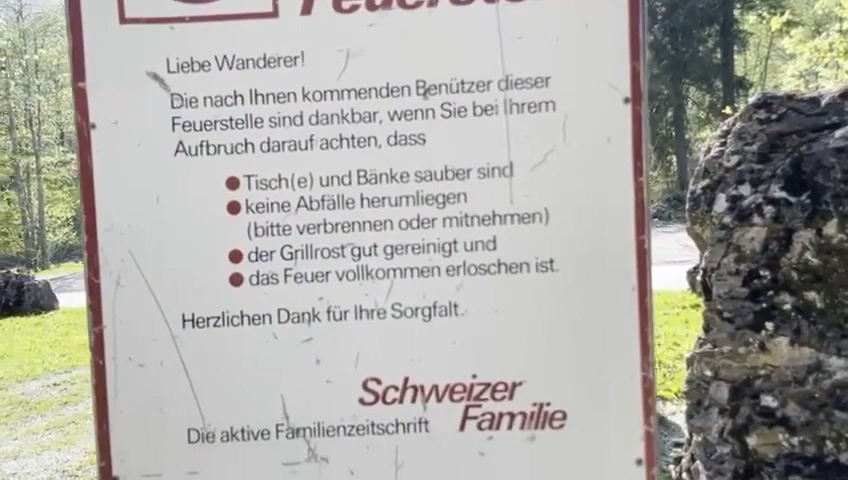 Liebe Wanderer!
Die nach Ihnen kommenden Benützer dieser
Feuerstelle sind dankbar, wenn Sie bei Ihrem
Aufbruch darauf achten, dass
Tisch(e) und Bänke sauber sind
keine Abfälle herumliegen
(bitte verbrennen oder mitnehmen)
der Grillrost gut gereinigt und
das Feuer vollkommen erloschen ist.
Herzlichen Dank für Ihre Sorgfalt.
Schweizer
Familie
Die aktive Familienzeitschrift